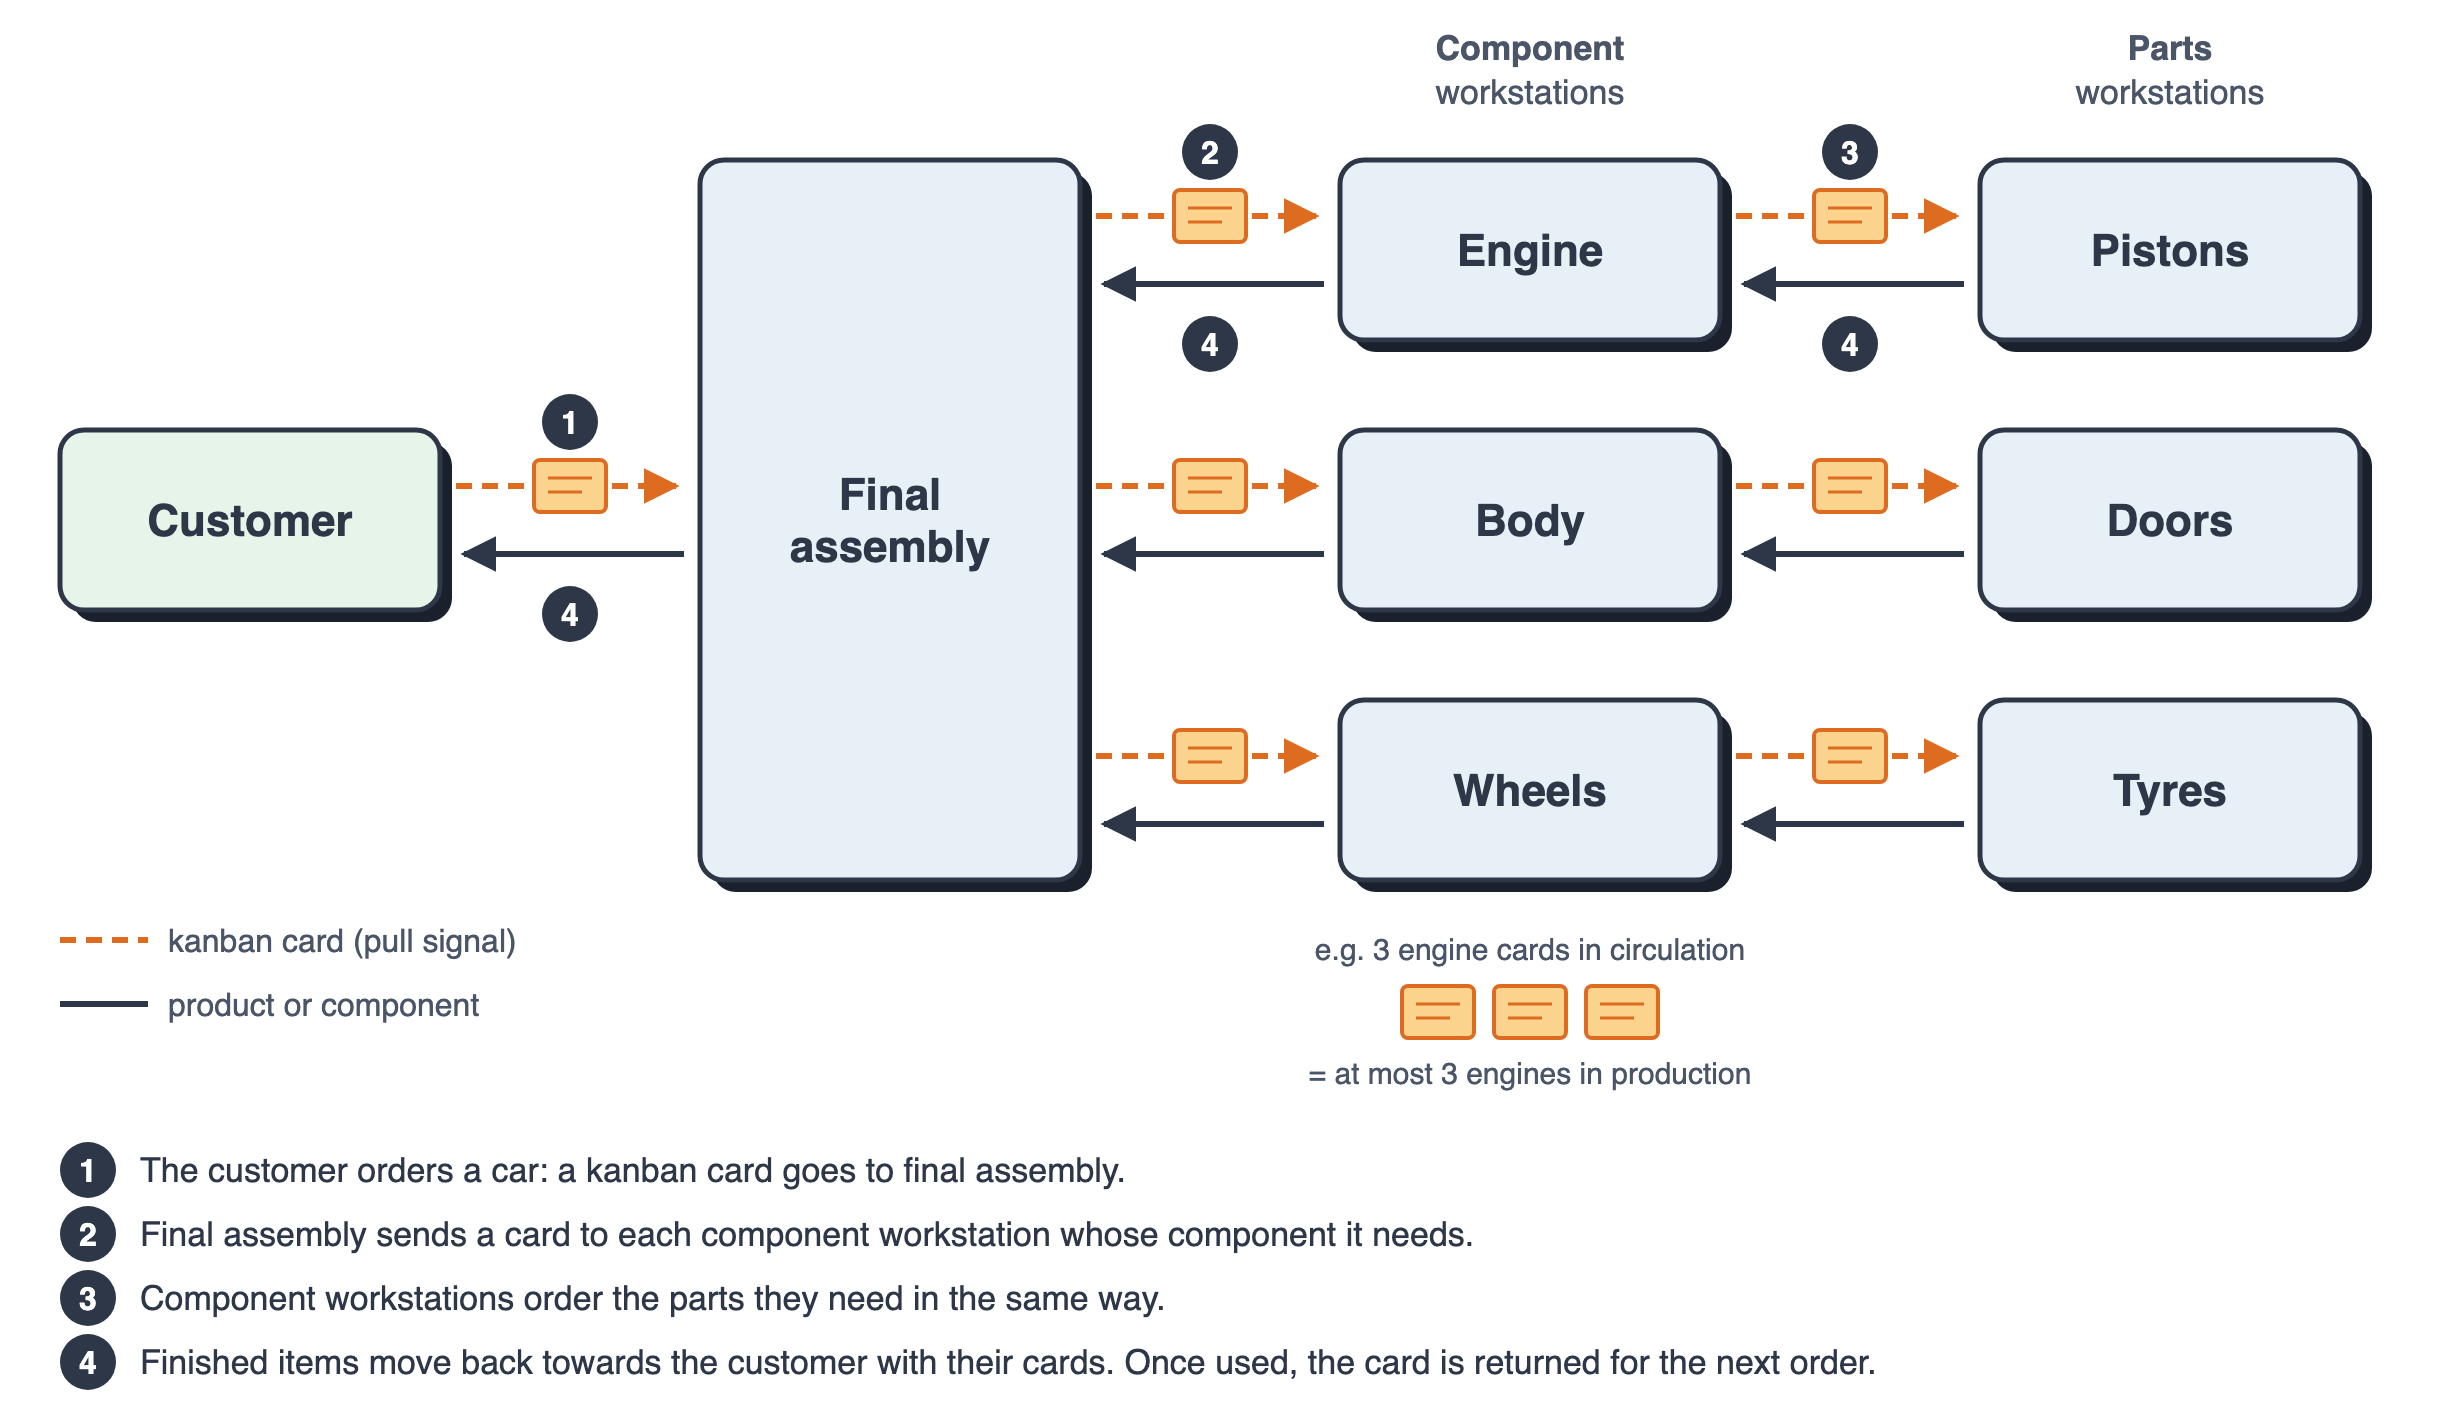 Component
workstations
Parts
workstations
2
3
Engine
Pistons
4
4
1
Customer
Final
assembly
Body
Doors
4
Wheels
Tyres
kanban card (pull signal)
product or component
e.g. 3 engine cards in circulation
= at most 3 engines in production
1 The customer orders a car: a kanban card goes to final assembly.
2 Final assembly sends a card to each component workstation whose component it needs.
3 Component workstations order the parts they need in the same way.
4 Finished items move back towards the customer with their cards. Once used, the card is returned for the next order.